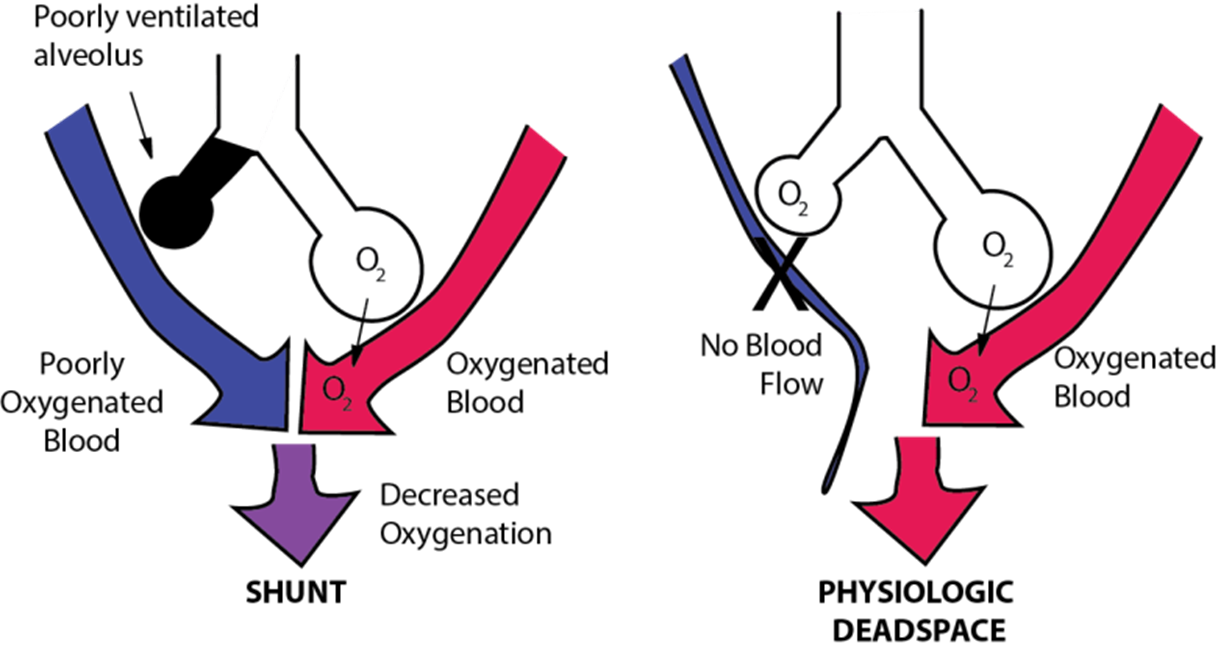 Poorly ventilated
alveolus
O2
Poorly
Oxygenated
Blood
O2
Oxygenated
Blood
Decreased
Oxygenation
SHUNT
O2
O2
No Blood
Flow
O2
Oxygenated
Blood
PHYSIOLOGIC
DEADSPACE